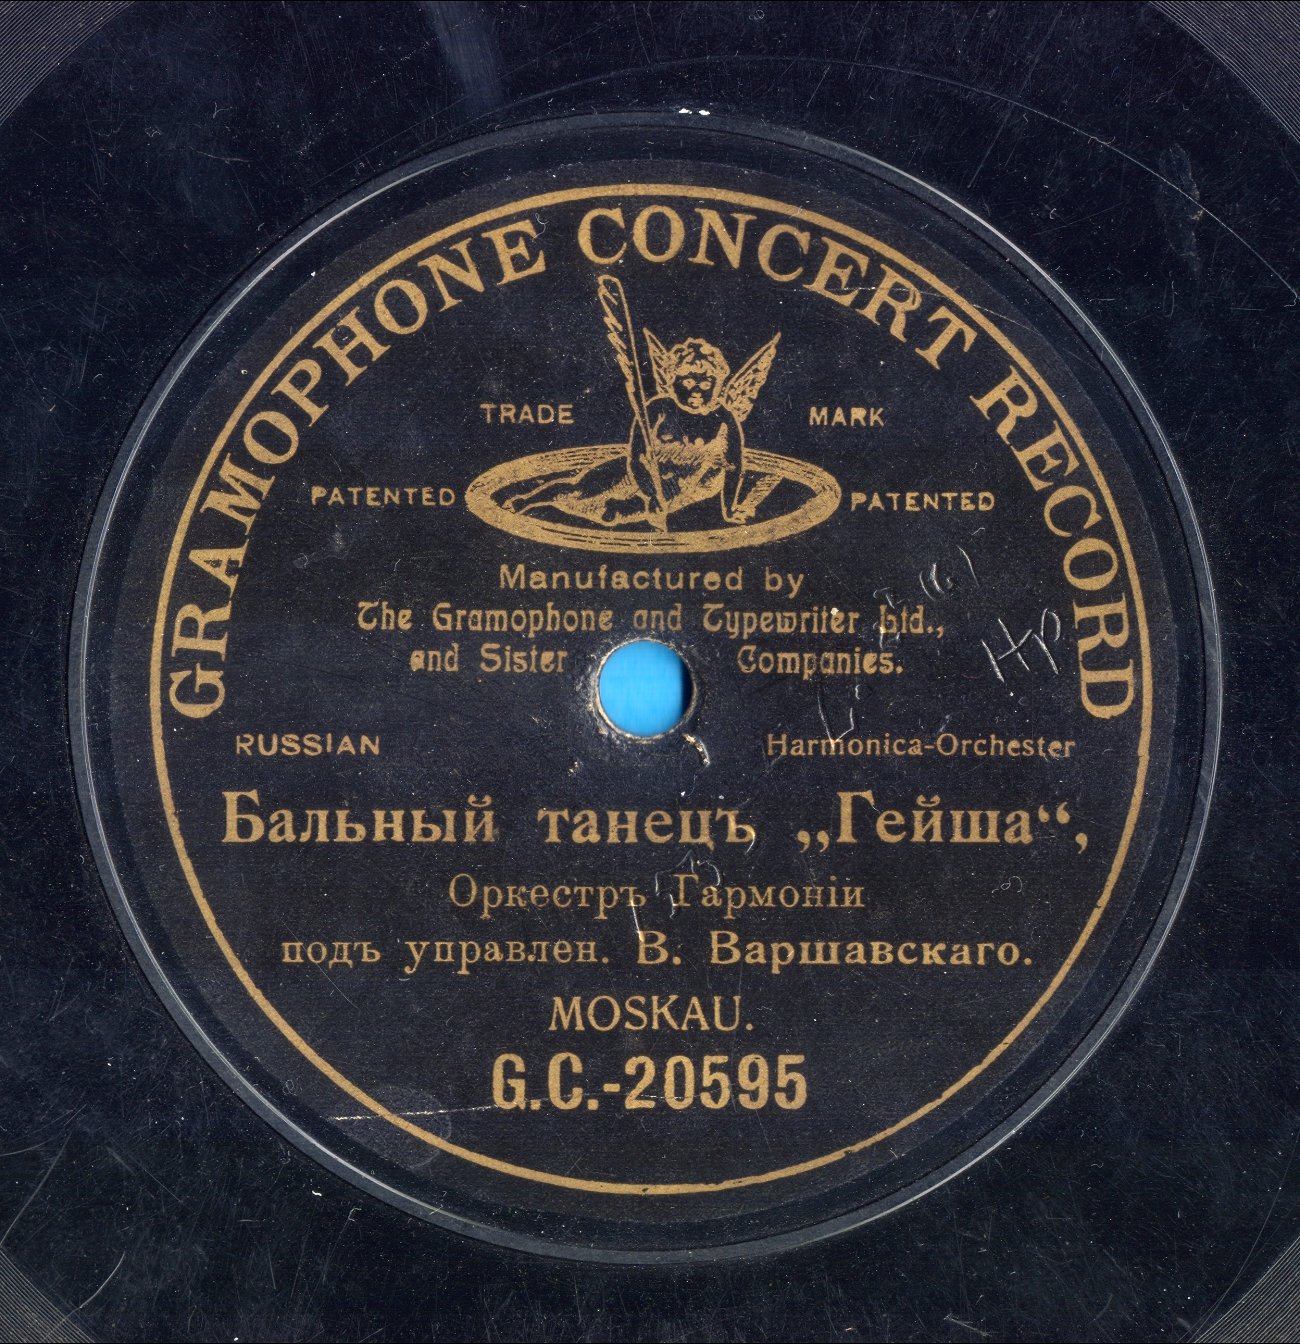 GRAMOPHONE CONCERT RECORD
TRADE MARK
PATENTED PATENTED
Manufactured by
The Gramophone and Typewriter Ltd.,
and Sister Companies.
RUSSIAN Harmonica-Orchester
Бальный танецъ „Гейша“,
Оркестръ Гармоніи
подъ управлен. В. Варшавскаго.
MOSKAU.
G.C.-20595